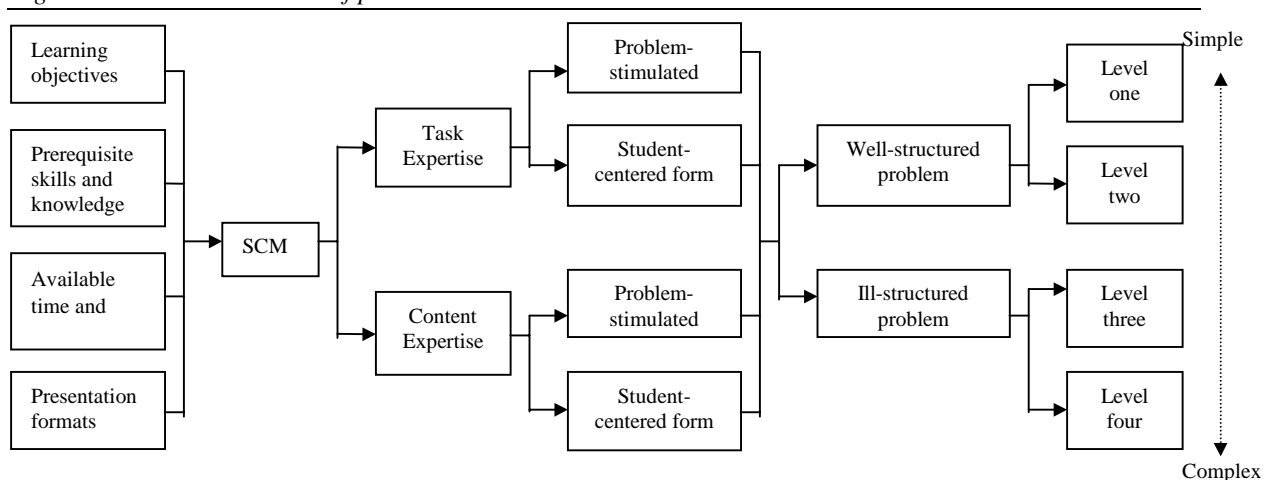 Simple
Learning
objectives
Prerequisite
skills and
knowledge
Available
time and
Presentation
formats
SCM
Task
Expertise
Content
Expertise
Problem-
stimulated
Student-
centered form
Problem-
stimulated
Student-
centered form
Well-structured
problem
Ill-structured
problem
Level
one
Level
two
Level
three
Level
four
Complex